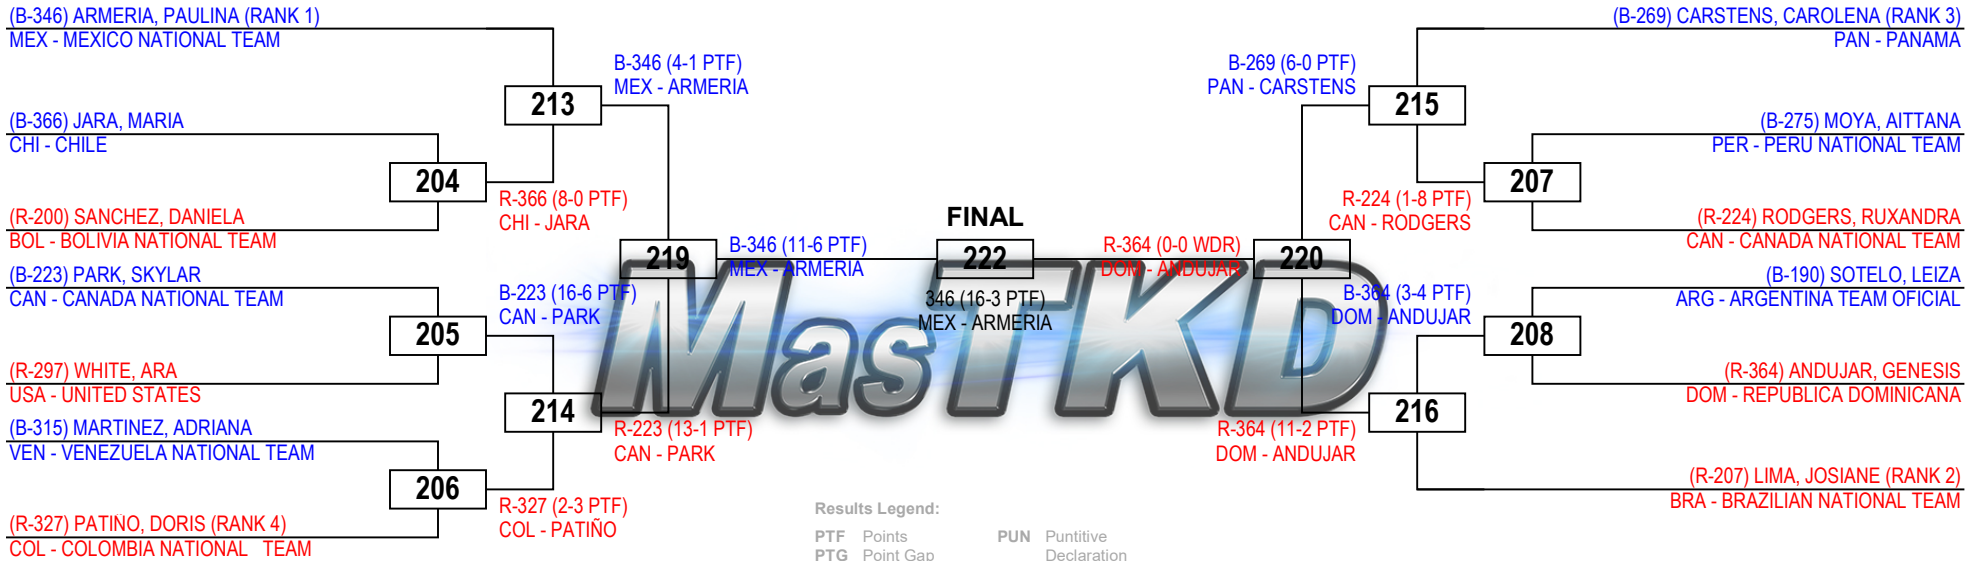 (B-346) ARMERIA, PAULINA (RANK 1)
MEX - MEXICO NATIONAL TEAM
(B-366) JARA, MARIA
CHI - CHILE
(R-200) SANCHEZ, DANIELA
BOL - BOLIVIA NATIONAL TEAM
(B-223) PARK, SKYLAR
CAN - CANADA NATIONAL TEAM
(R-297) WHITE, ARA
USA - UNITED STATES
(B-315) MARTINEZ, ADRIANA
VEN - VENEZUELA NATIONAL TEAM
(R-327) PATIÑO, DORIS (RANK 4)
COL - COLOMBIA NATIONAL TEAM
204
205
206
R-366 (8-0 PTF)
CHI - JARA
B-223 (16-6 PTF)
CAN - PARK
R-327 (2-3 PTF)
COL - PATIÑO
213
214
B-346 (4-1 PTF)
MEX - ARMERIA
R-223 (13-1 PTF)
CAN - PARK
219
B-346 (11-6 PTF)
MEX - ARMERIA
FINAL
222
346 (16-3 PTF)
MEX - ARMERIA
MasTKD
R-364 (0-0 WDR)
DOM - ANDUJAR
220
B-269 (6-0 PTF)
PAN - CARSTENS
R-364 (11-2 PTF)
DOM - ANDUJAR
215
216
R-224 (1-8 PTF)
CAN - RODGERS
B-364 (3-4 PTF)
DOM - ANDUJAR
207
208
(B-269) CARSTENS, CAROLENA (RANK 3)
PAN - PANAMA
(B-275) MOYA, AITTANA
PER - PERU NATIONAL TEAM
(R-224) RODGERS, RUXANDRA
CAN - CANADA NATIONAL TEAM
(B-190) SOTELO, LEIZA
ARG - ARGENTINA TEAM OFICIAL
(R-364) ANDUJAR, GENESIS
DOM - REPUBLICA DOMINICANA
(R-207) LIMA, JOSIANE (RANK 2)
BRA - BRAZILIAN NATIONAL TEAM
Results Legend:
PTF Points
PTG Point Gap
PUN Puntitive
Declaration